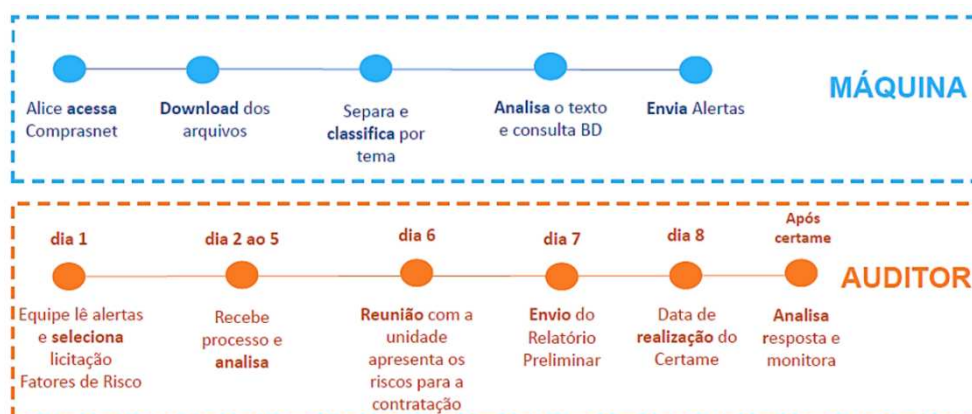 MÁQUINA
Alice acessa
Comprasnet
Download dos
arquivos
Separa e
classifica por
tema
Analisa o texto
e consulta BD
Envia Alertas
AUDITOR
dia 1
Equipe lê alertas
e seleciona
licitação
Fatores de Risco
dia 2 ao 5
Recebe
processo e
analisa
dia 6
Reunião com a
unidade
apresenta os
riscos para a
contratação
dia 7
Envio do
Relatório
Preliminar
dia 8
Data de
realização do
Certame
Após
certame
Analisa
resposta e
monitora